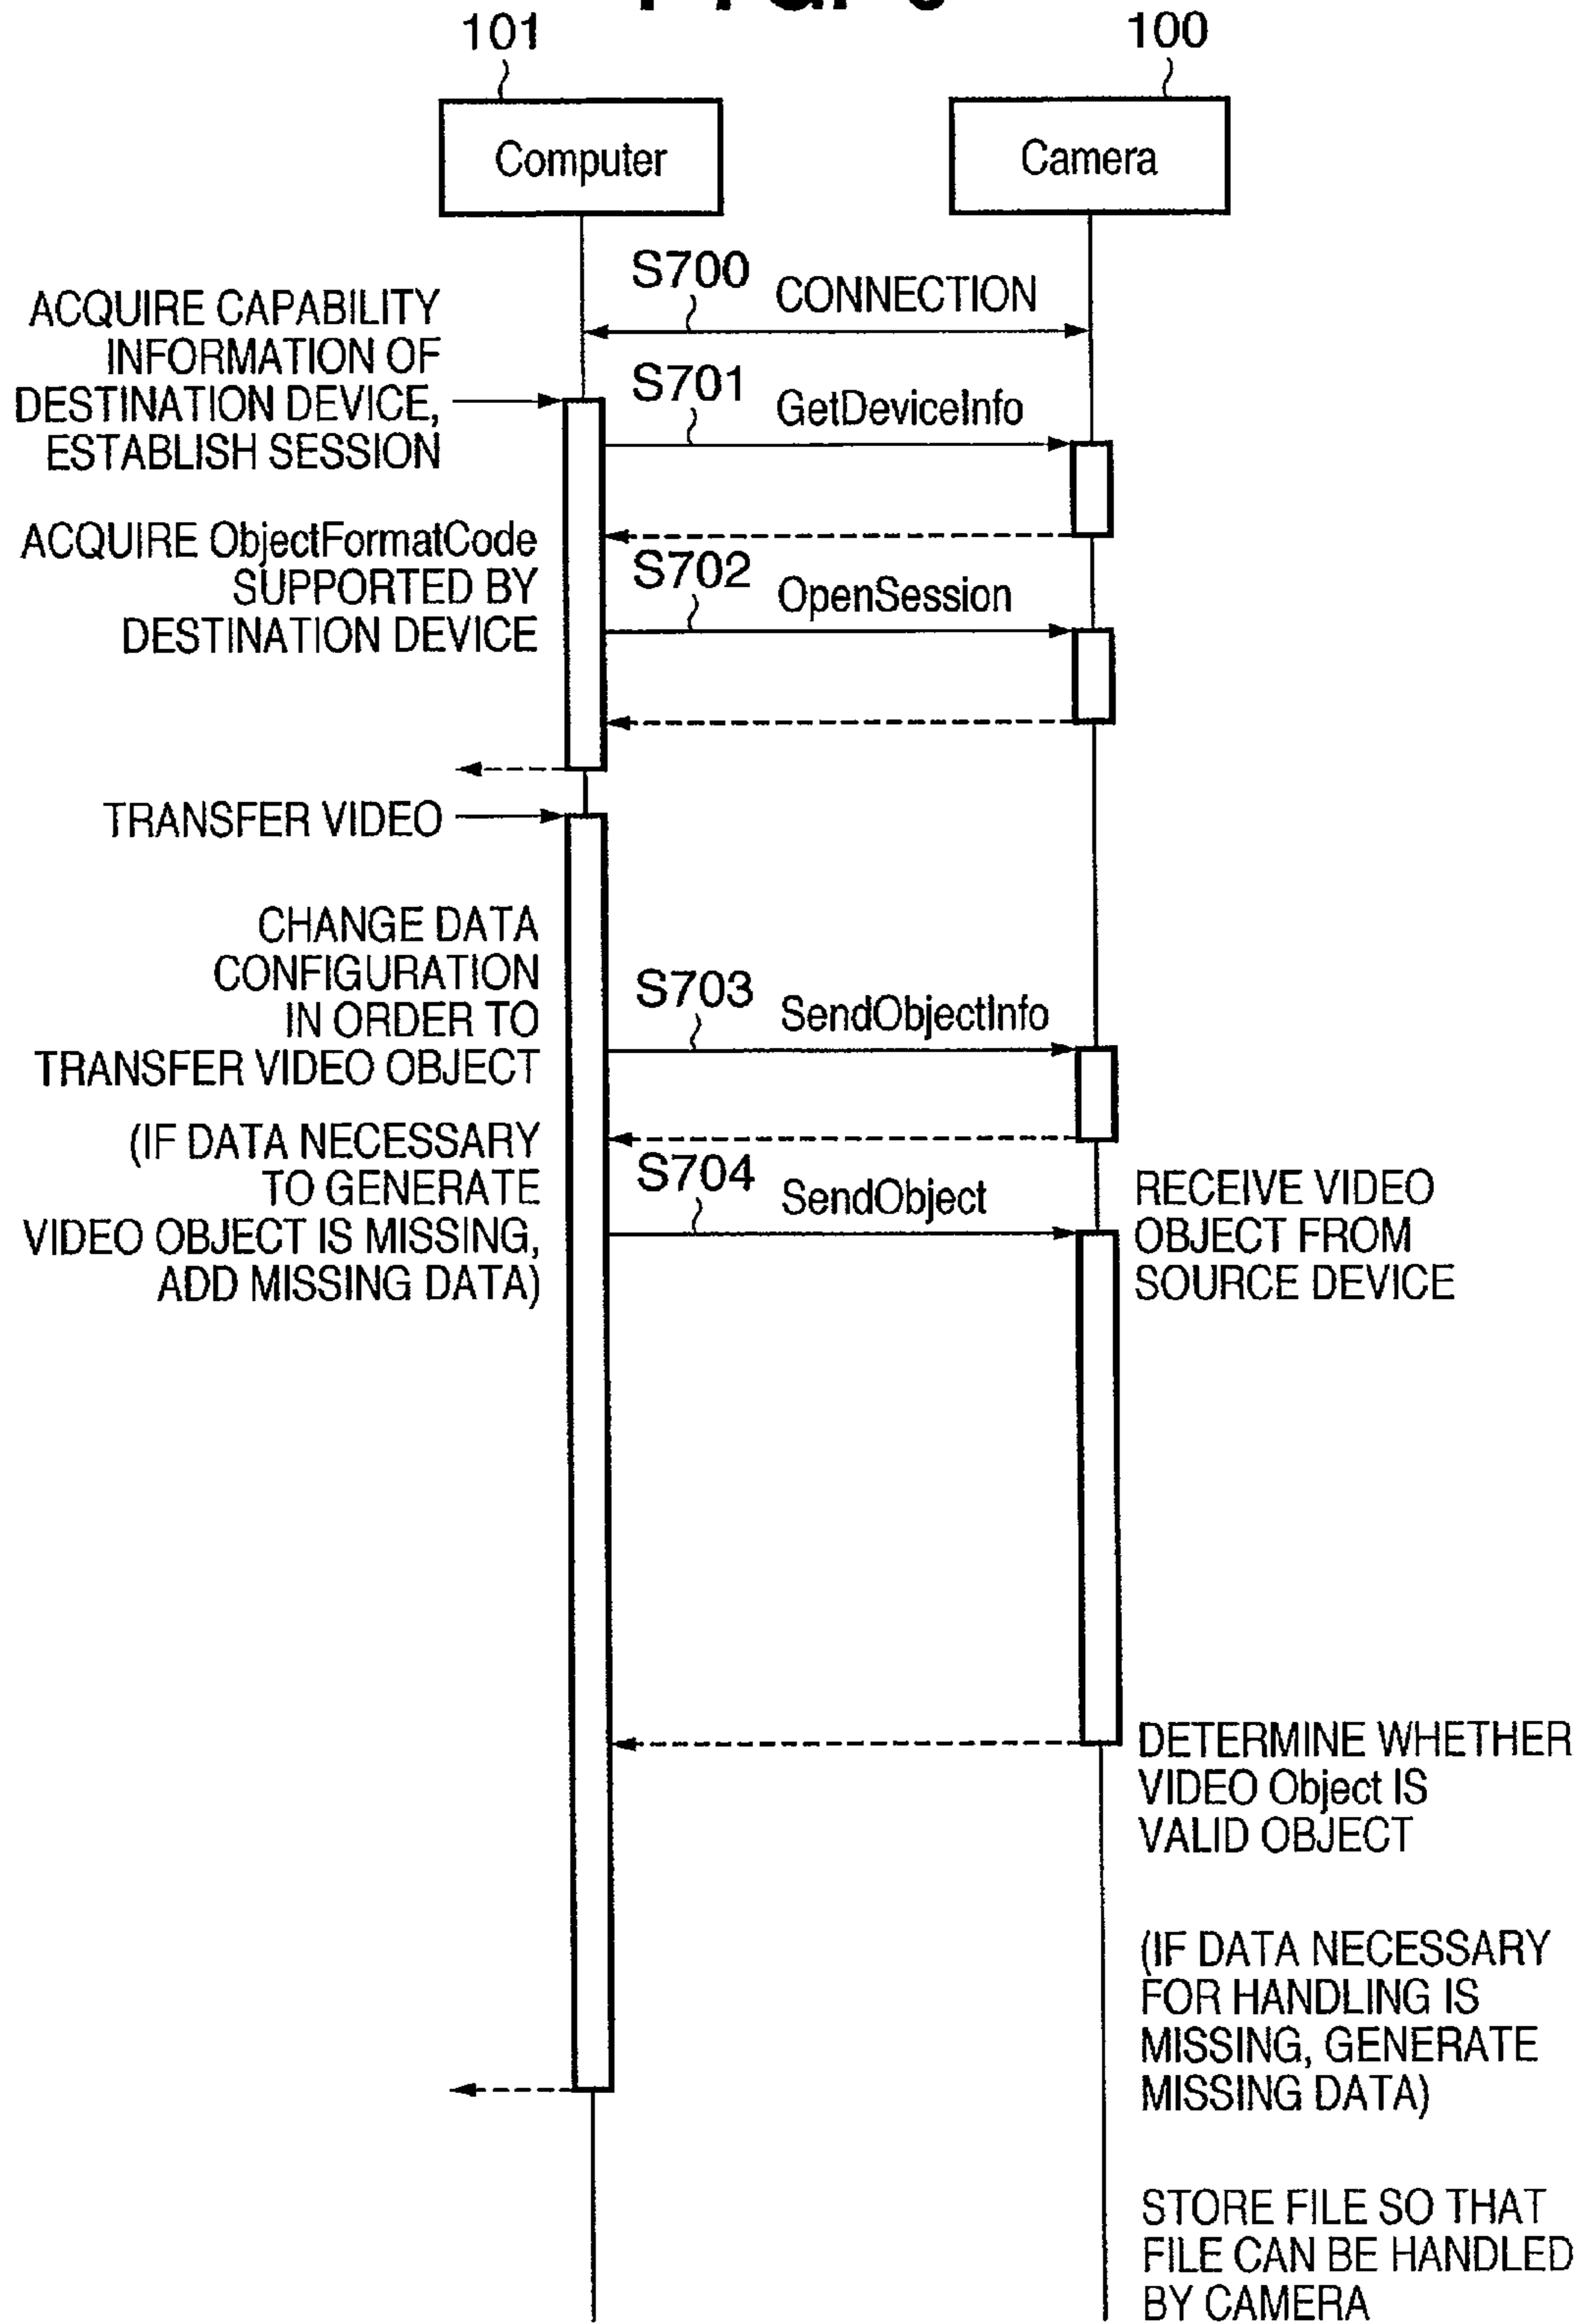 101
100
Computer
Camera
S700
CONNECTION
ACQUIRE CAPABILITY
INFORMATION OF
DESTINATION DEVICE,
ESTABLISH SESSION
S701
GetDeviceInfo
ACQUIRE ObjectFormatCode
SUPPORTED BY
DESTINATION DEVICE
S702
OpenSession
TRANSFER VIDEO
CHANGE DATA
CONFIGURATION
IN ORDER TO
TRANSFER VIDEO OBJECT
S703
SendObjectInfo
(IF DATA NECESSARY
TO GENERATE
VIDEO OBJECT IS MISSING,
ADD MISSING DATA)
S704
SendObject
RECEIVE VIDEO
OBJECT FROM
SOURCE DEVICE
DETERMINE WHETHER
VIDEO Object IS
VALID OBJECT
(IF DATA NECESSARY
FOR HANDLING IS
MISSING, GENERATE
MISSING DATA)
STORE FILE SO THAT
FILE CAN BE HANDLED
BY CAMERA